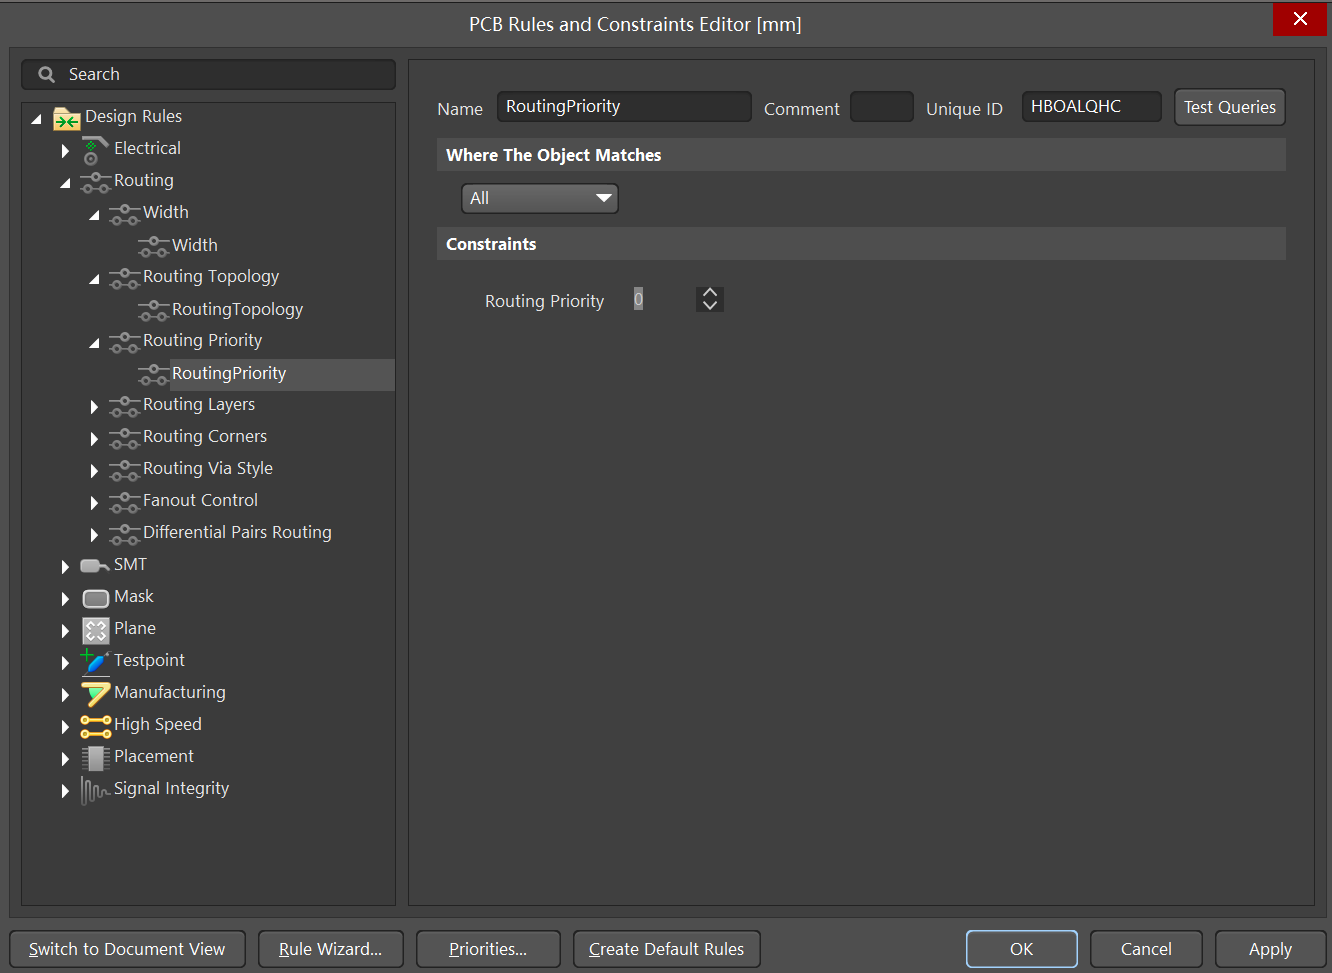 PCB Rules and Constraints Editor [mm]
Search
Design Rules
Electrical
Routing
Width
Width
Routing Topology
RoutingTopology
Routing Priority
RoutingPriority
Routing Layers
Routing Corners
Routing Via Style
Fanout Control
Differential Pairs Routing
SMT
Mask
Plane
Testpoint
Manufacturing
High Speed
Placement
Signal Integrity
Name RoutingPriority Comment Unique ID HBOALQHC Test Queries
Where The Object Matches
All
Constraints
Routing Priority 0
Switch to Document View Rule Wizard... Priorities... Create Default Rules OK Cancel Apply